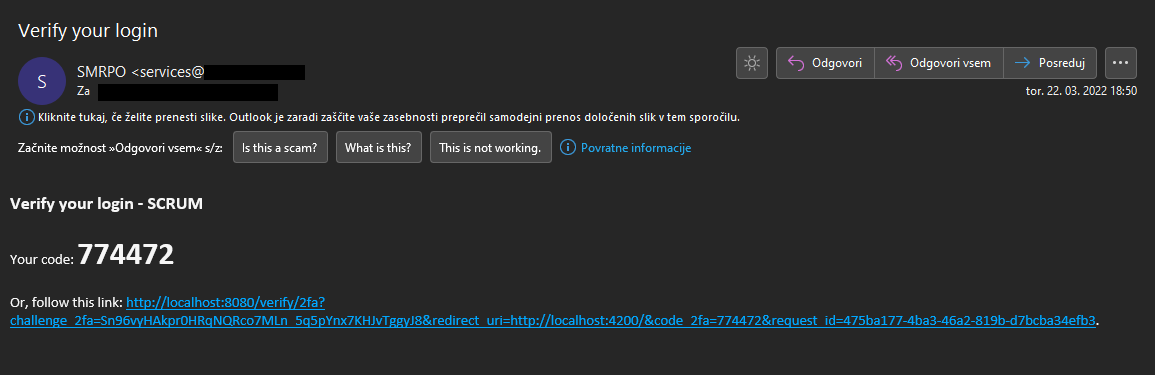 Verify your login
S
SMRPO <services@
Za
Odgovori
Odgovori vsem
Posreduj
tor. 22. 03. 2022 18:50
Kliknite tukaj, če želite prenesti slike. Outlook je zaradi zaščite vaše zasebnosti preprečil samodejni prenos določenih slik v tem sporočilu.
Začnite možnost »Odgovori vsem« s/z: Is this a scam? What is this? This is not working. Povratne informacije
Verify your login - SCRUM
Your code: 774472
Or, follow this link: http://localhost:8080/verify/2fa?
challenge_2fa=Sn96vyHAkpr0HRqNQRco7MLn_5q5pYnx7KHJvTggyJ8&redirect_uri=http://localhost:4200/&code_2fa=774472&request_id=475ba177-4ba3-46a2-819b-d7bcba34efb3.